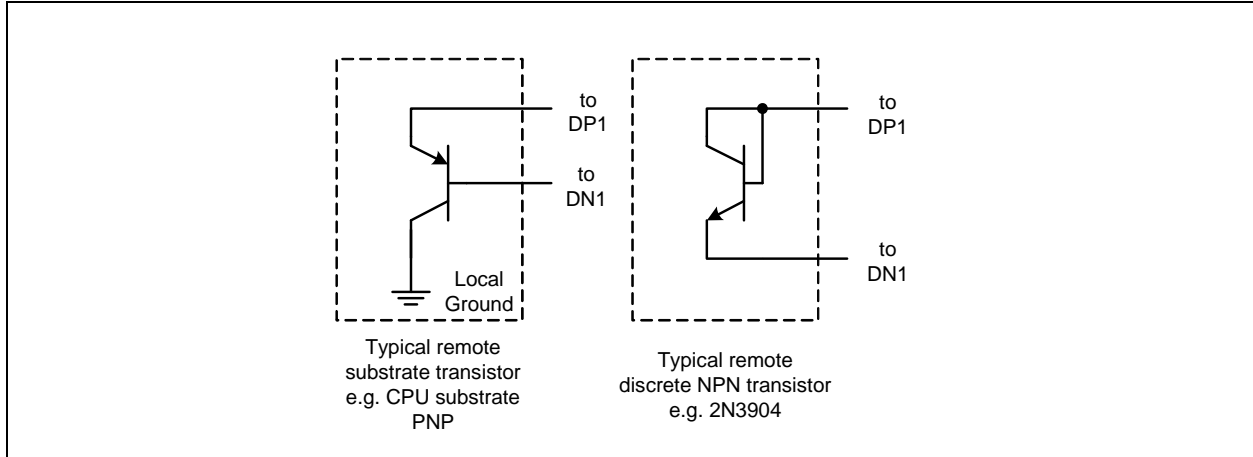 to
DP1
to
DN1
Local
Ground
Typical remote
substrate transistor
e.g. CPU substrate
PNP
to
DP1
to
DN1
Typical remote
discrete NPN transistor
e.g. 2N3904